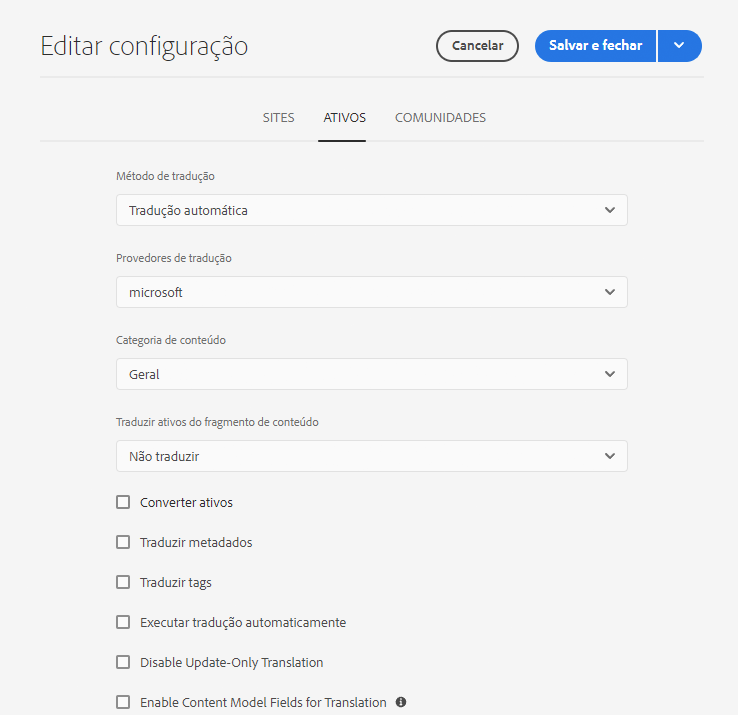 Editar configuração
Cancelar
Salvar e fechar
SITES
ATIVOS
COMUNIDADES
Método de tradução
Tradução automática
Provedores de tradução
microsoft
Categoria de conteúdo
Geral
Traduzir ativos do fragmento de conteúdo
Não traduzir
Converter ativos
Traduzir metadados
Traduzir tags
Executar tradução automaticamente
Disable Update-Only Translation
Enable Content Model Fields for Translation